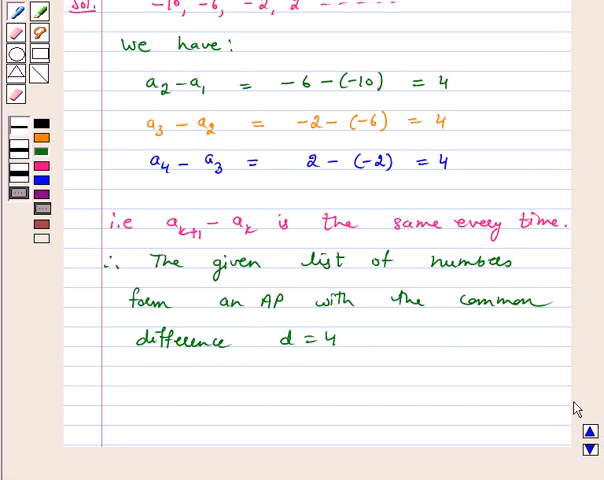 Sol. -10, -6, -2, 2 ------
We have:
a₂ - a₁ = -6 - (-10) = 4
a₃ - a₂ = -2 - (-6) = 4
a₄ - a₃ = 2 - (-2) = 4
i.e aₖ₊₁ - aₖ is the same every time.
∴ The given list of numbers
form an AP with the common
difference d = 4